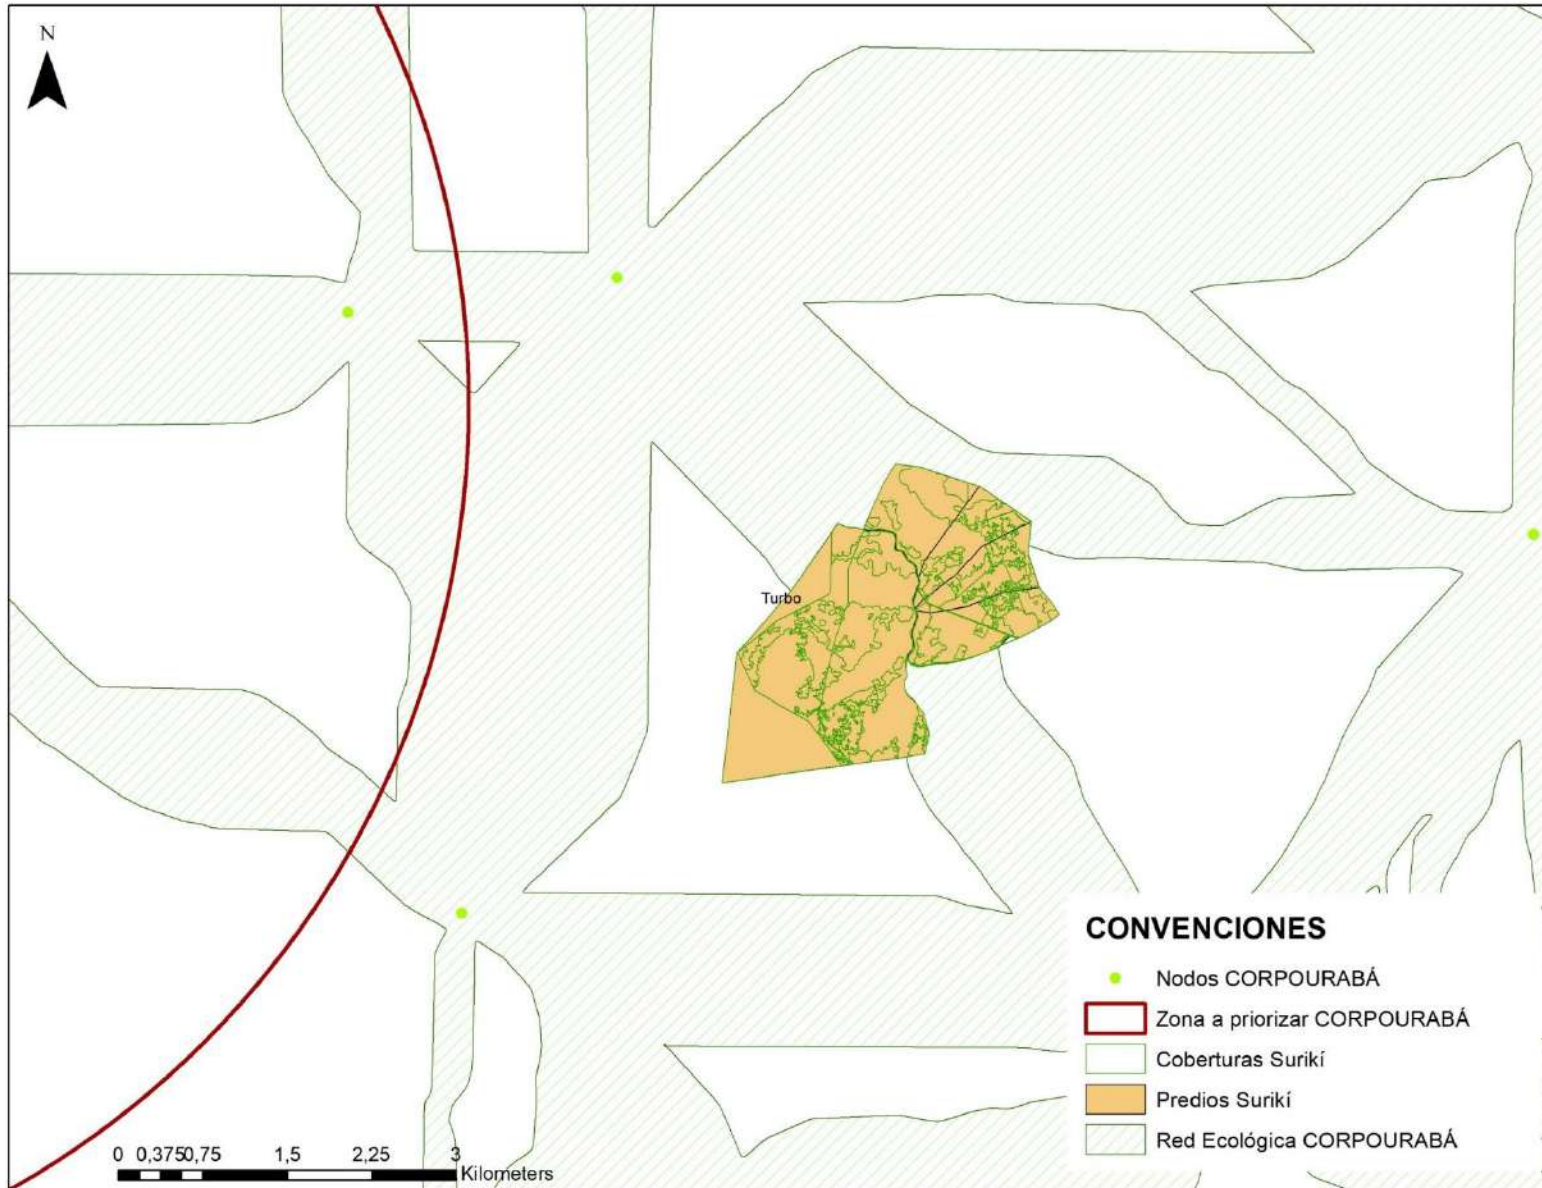 N
Turbo
CONVENCIONES
Nodos CORPOURABÁ
Zona a priorizar CORPOURABÁ
Coberturas Surikí
Predios Surikí
Red Ecológica CORPOURABÁ
0 0,375 0,75 1,5 2,25 3
Kilometers